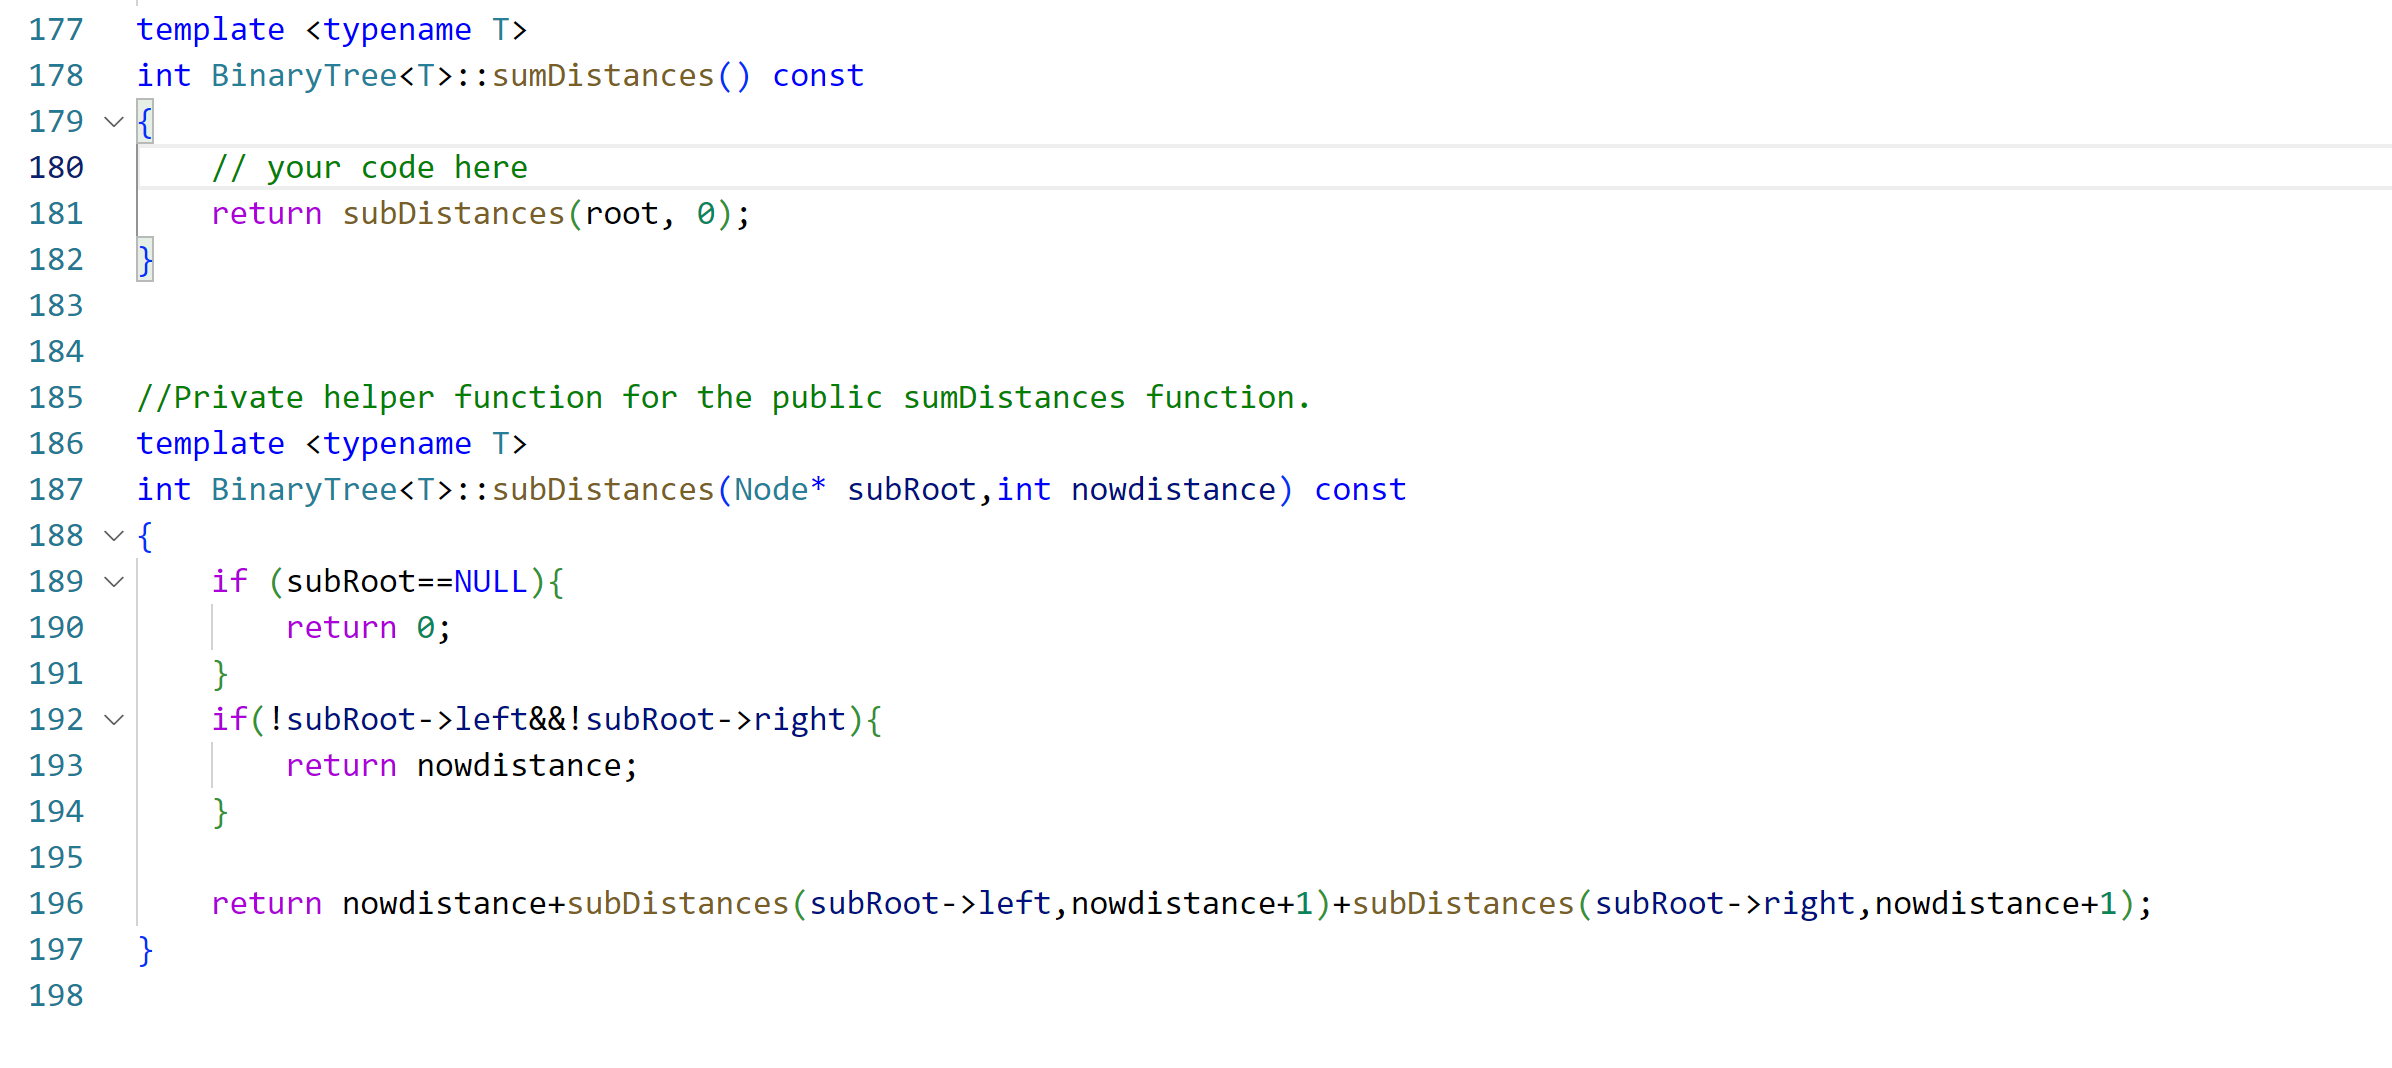 177 template <typename T>
178 int BinaryTree<T>::sumDistances() const
179 {
180 // your code here
181 return subDistances(root, 0);
182 }
183
184
185 //Private helper function for the public sumDistances function.
186 template <typename T>
187 int BinaryTree<T>::subDistances(Node* subRoot,int nowdistance) const
188 {
189 if (subRoot==NULL){
190 return 0;
191 }
192 if(!subRoot->left&&!subRoot->right){
193 return nowdistance;
194 }
195
196 return nowdistance+subDistances(subRoot->left,nowdistance+1)+subDistances(subRoot->right,nowdistance+1);
197 }
198